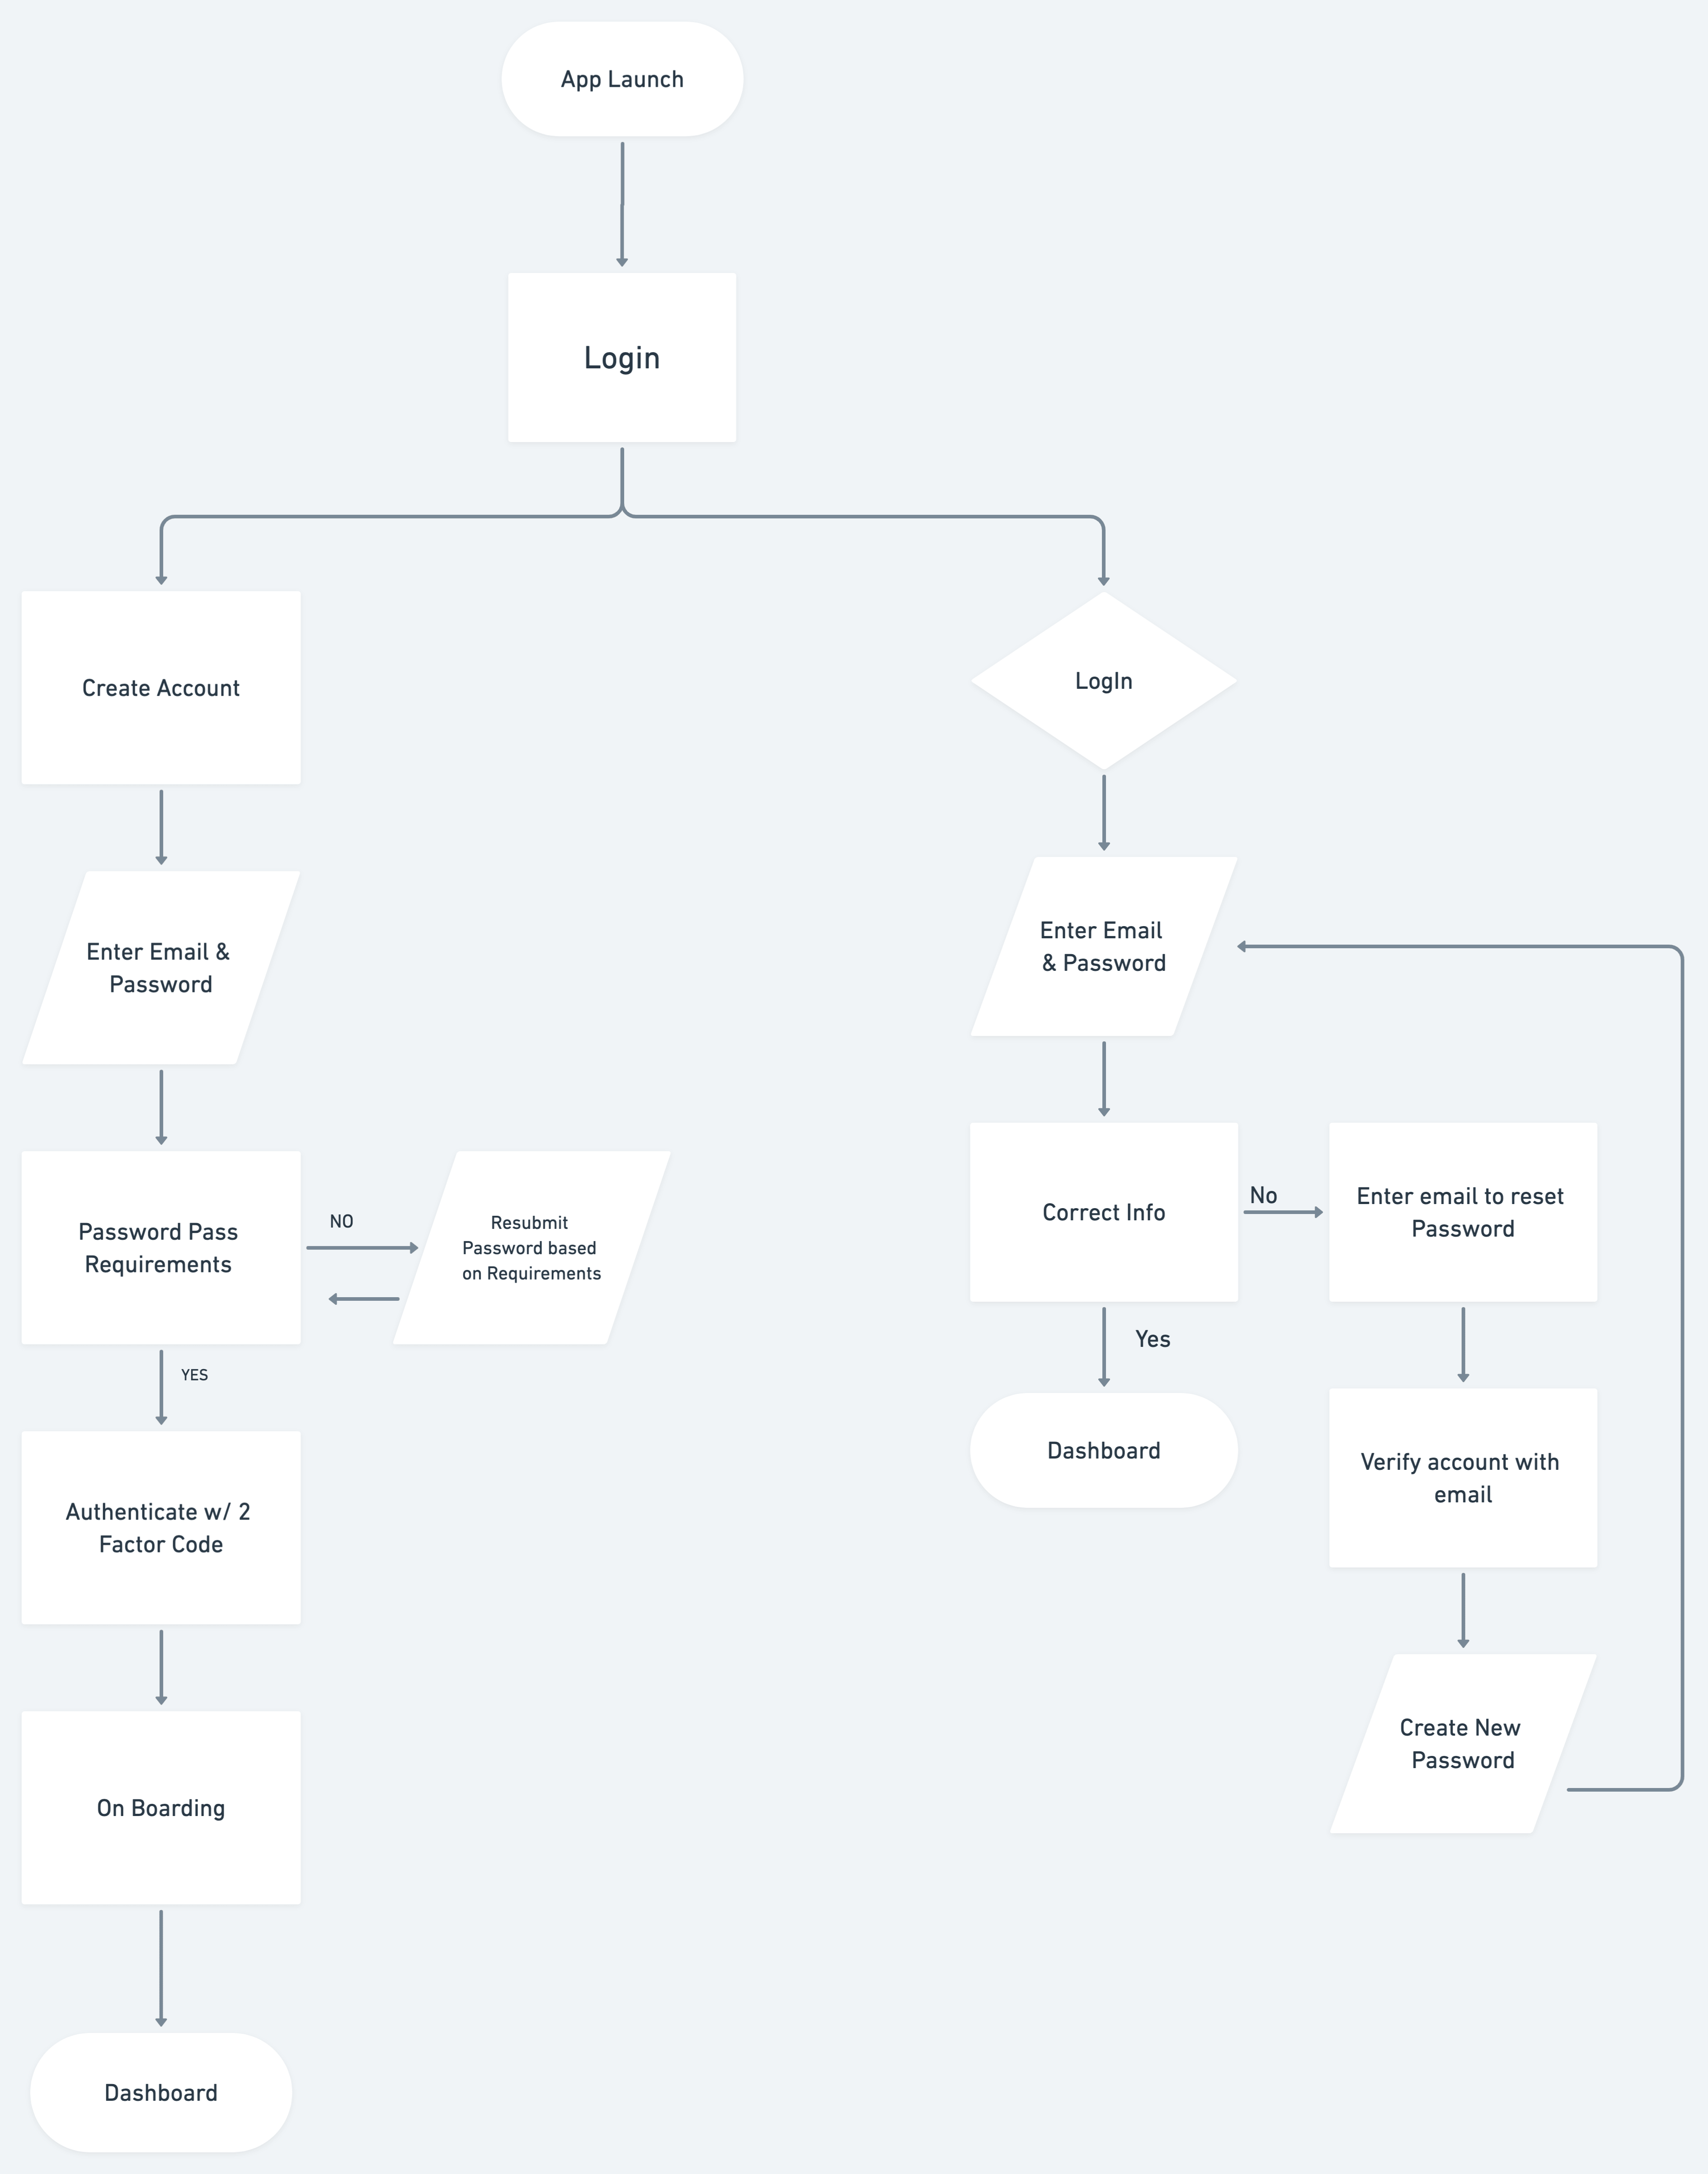 App Launch
Login
Create Account
LogIn
Enter Email &
Password
Enter Email
& Password
Password Pass
Requirements
NO
Resubmit
Password based
on Requirements
YES
Correct Info
No
Enter email to reset
Password
Yes
Dashboard
Verify account with
email
Authenticate w/ 2
Factor Code
Create New
Password
On Boarding
Dashboard